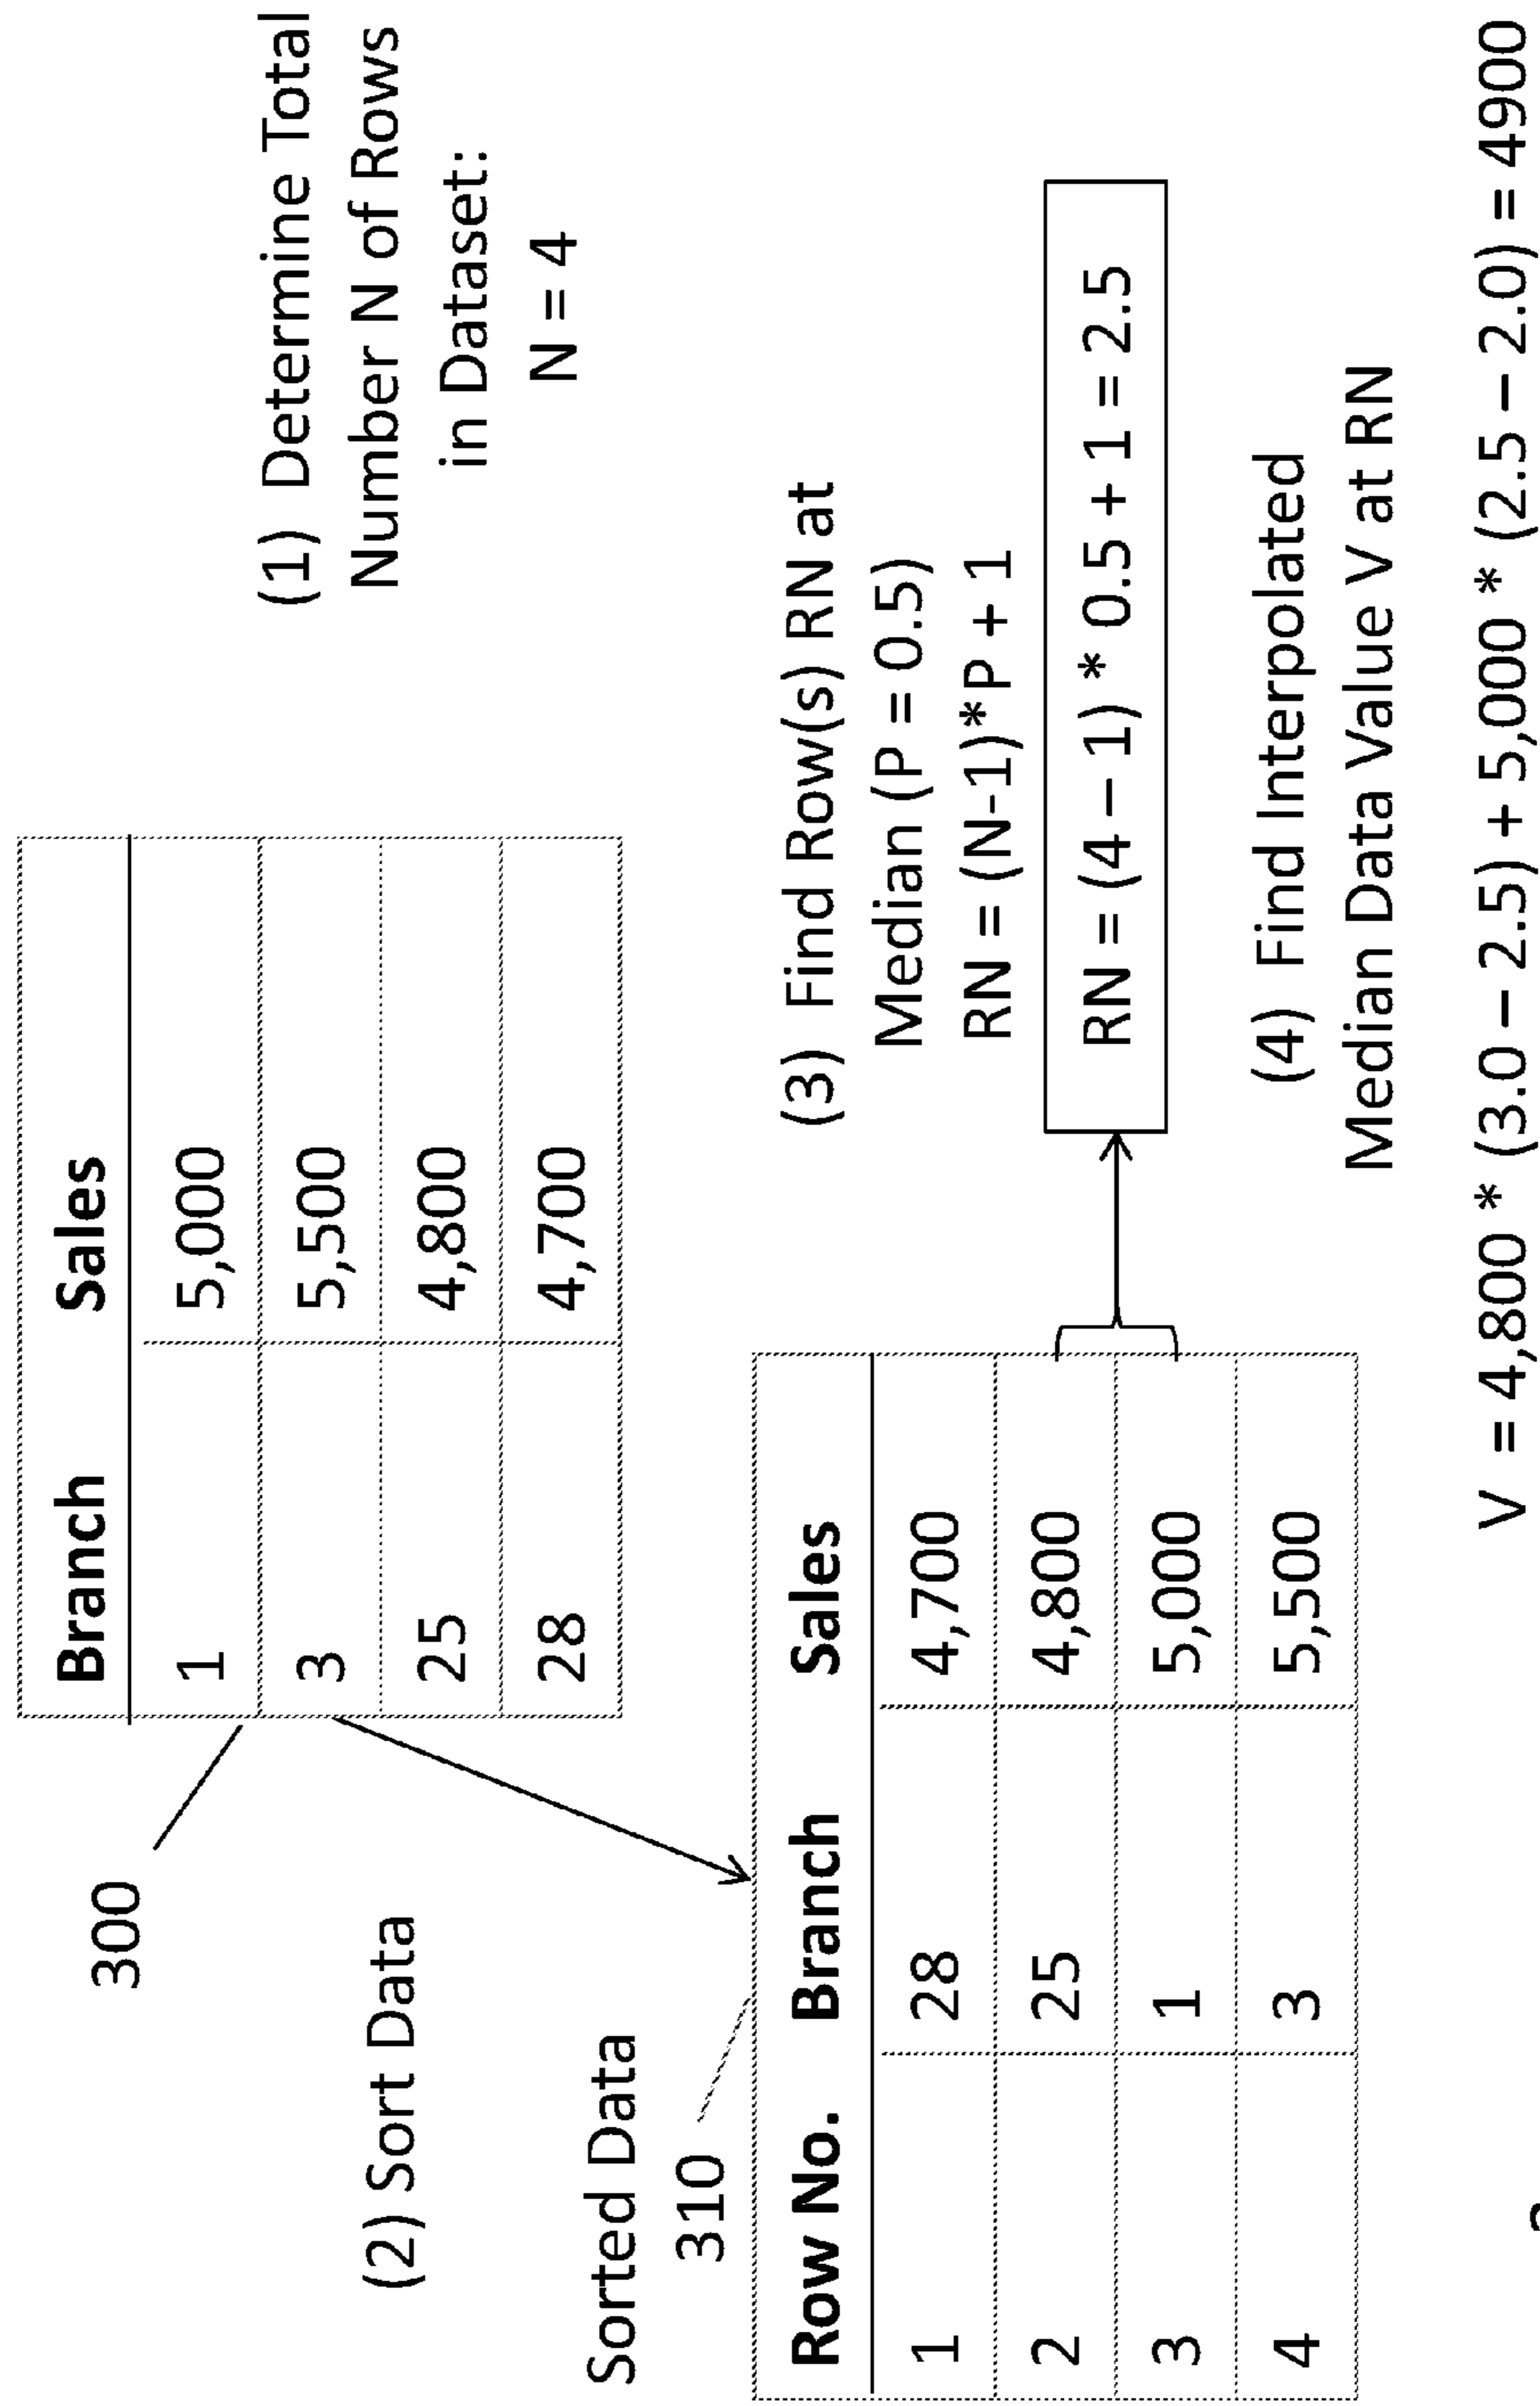 300
Branch Sales
1 5,000
3 5,500
25 4,800
28 4,700
(1) Determine Total
Number N of Rows
in Dataset:
N = 4
(2) Sort Data
Sorted Data
310
Row No. Branch Sales
1 28 4,700
2 25 4,800
3 1 5,000
4 3 5,500
(3) Find Row(s) RN at
Median (P = 0.5)
RN = (N-1)*P + 1
RN = (4 – 1) * 0.5 + 1 = 2.5
(4) Find Interpolated
Median Data Value V at RN
V = 4,800 * (3.0 – 2.5) + 5,000 * (2.5 – 2.0) = 4900